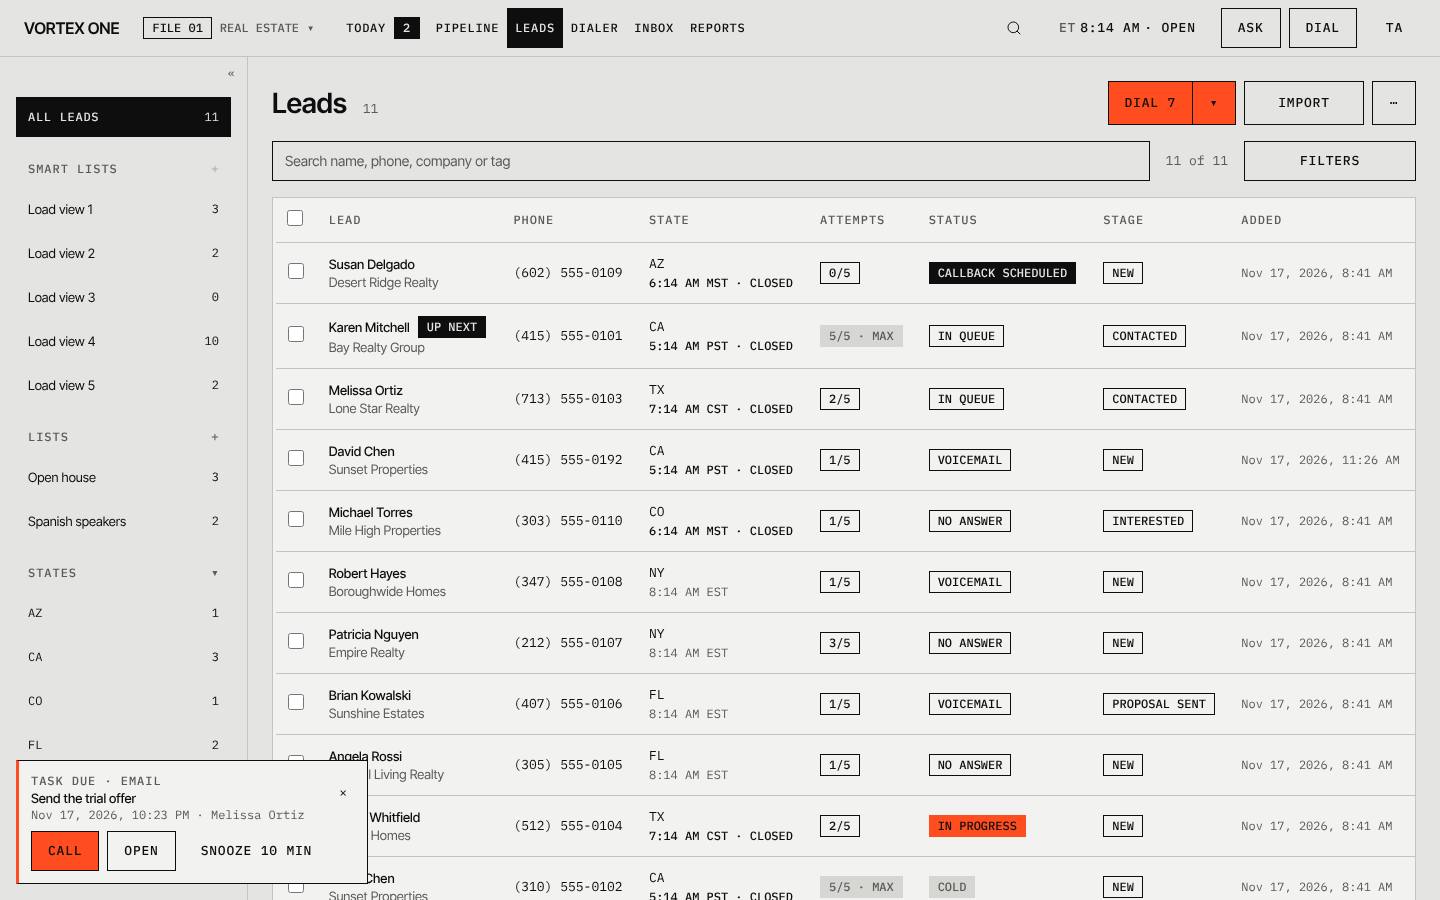 VORTEX ONE FILE 01 REAL ESTATE ▾ TODAY 2 PIPELINE LEADS DIALER INBOX REPORTS ET 8:14 AM · OPEN ASK DIAL TA
«
ALL LEADS 11
SMART LISTS +
Load view 1 3
Load view 2 2
Load view 3 0
Load view 4 10
Load view 5 2
LISTS +
Open house 3
Spanish speakers 2
STATES ▾
AZ 1
CA 3
CO 1
FL 2
Leads 11 DIAL 7 ▾ IMPORT ⋯
Search name, phone, company or tag 11 of 11 FILTERS
LEAD PHONE STATE ATTEMPTS STATUS STAGE ADDED
Susan Delgado (602) 555-0109 AZ 0/5 CALLBACK SCHEDULED NEW Nov 17, 2026, 8:41 AM
Desert Ridge Realty 6:14 AM MST · CLOSED
Karen Mitchell UP NEXT (415) 555-0101 CA 5/5 · MAX IN QUEUE CONTACTED Nov 17, 2026, 8:41 AM
Bay Realty Group 5:14 AM PST · CLOSED
Melissa Ortiz (713) 555-0103 TX 2/5 IN QUEUE CONTACTED Nov 17, 2026, 8:41 AM
Lone Star Realty 7:14 AM CST · CLOSED
David Chen (415) 555-0192 CA 1/5 VOICEMAIL NEW Nov 17, 2026, 11:26 AM
Sunset Properties 5:14 AM PST · CLOSED
Michael Torres (303) 555-0110 CO 1/5 NO ANSWER INTERESTED Nov 17, 2026, 8:41 AM
Mile High Properties 6:14 AM MST · CLOSED
Robert Hayes (347) 555-0108 NY 1/5 VOICEMAIL NEW Nov 17, 2026, 8:41 AM
Boroughwide Homes 8:14 AM EST
Patricia Nguyen (212) 555-0107 NY 3/5 NO ANSWER NEW Nov 17, 2026, 8:41 AM
Empire Realty 8:14 AM EST
Brian Kowalski (407) 555-0106 FL 1/5 VOICEMAIL PROPOSAL SENT Nov 17, 2026, 8:41 AM
Sunshine Estates 8:14 AM EST
Angela Rossi (305) 555-0105 FL 1/5 NO ANSWER NEW Nov 17, 2026, 8:41 AM
Living Realty 8:14 AM EST
Whitfield (512) 555-0104 TX 2/5 IN PROGRESS NEW Nov 17, 2026, 8:41 AM
Homes 7:14 AM CST · CLOSED
Chen (310) 555-0102 CA 5/5 · MAX COLD NEW Nov 17, 2026, 8:41 AM
Sunset Properties 5:14 AM PST · CLOSED
TASK DUE · EMAIL ×
Send the trial offer
Nov 17, 2026, 10:23 PM · Melissa Ortiz
CALL OPEN SNOOZE 10 MIN